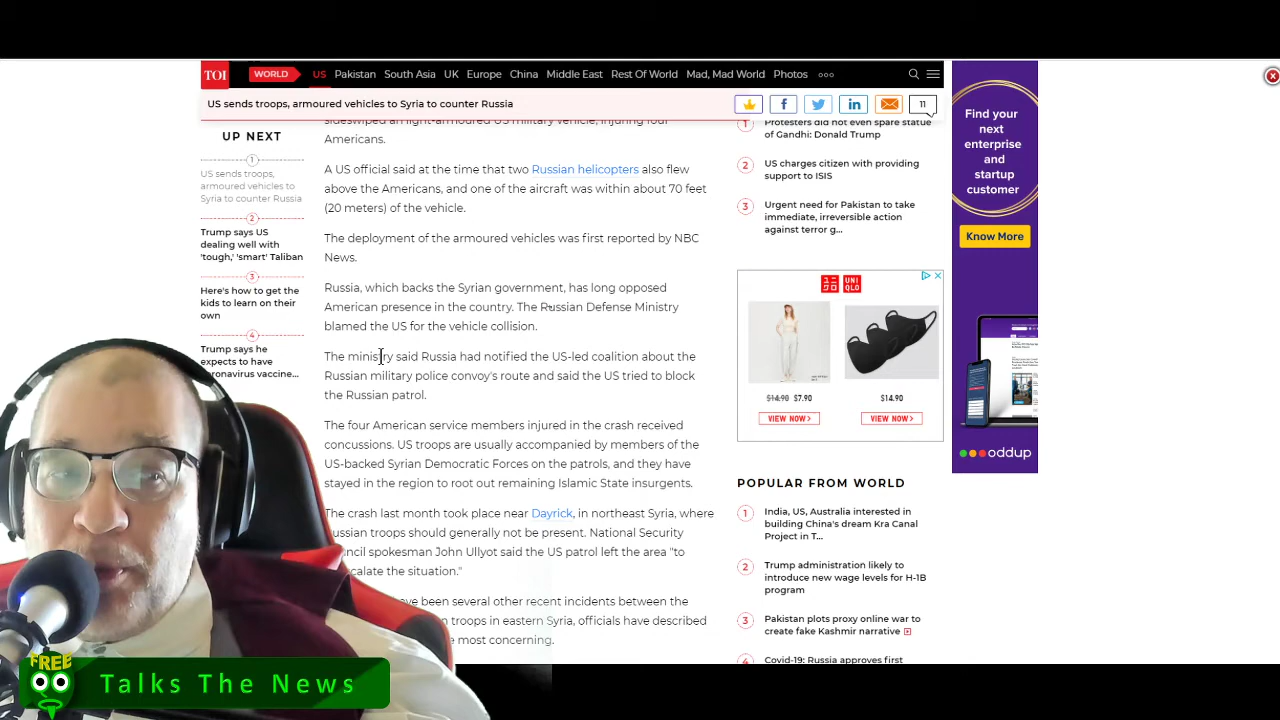 TOI
WORLD
US
Pakistan
South Asia
UK
Europe
China
Middle East
Rest Of World
Mad, Mad World
Photos
US sends troops, armoured vehicles to Syria to counter Russia
11
UP NEXT
1
US sends troops,
armoured vehicles to
Syria to counter Russia
2
Trump says US
dealing well with
'tough,' 'smart' Taliban
3
Here's how to get the
kids to learn on their
own
4
Trump says he
expects to have
coronavirus vaccine...
sideswiped an light-armoured US military vehicle, injuring four
Americans.
A US official said at the time that two Russian helicopters also flew
above the Americans, and one of the aircraft was within about 70 feet
(20 meters) of the vehicle.
The deployment of the armoured vehicles was first reported by NBC
News.
Russia, which backs the Syrian government, has long opposed
American presence in the country. The Russian Defense Ministry
blamed the US for the vehicle collision.
The ministry said Russia had notified the US-led coalition about the
Russian military police convoy's route and said the US tried to block
the Russian patrol.
The four American service members injured in the crash received
concussions. US troops are usually accompanied by members of the
US-backed Syrian Democratic Forces on the patrols, and they have
stayed in the region to root out remaining Islamic State insurgents.
The crash last month took place near Dayrick, in northeast Syria, where
ussian troops should generally not be present. National Security
ncil spokesman John Ullyot said the US patrol left the area "to
calate the situation."
ve been several other recent incidents between the
n troops in eastern Syria, officials have described
e most concerning.
1
Protesters did not even spare statue
of Gandhi: Donald Trump
2
US charges citizen with providing
support to ISIS
3
Urgent need for Pakistan to take
immediate, irreversible action
against terror g...
UNI
QLO
$14.90 $7.90
VIEW NOW>
$14.90
VIEW NOW>
POPULAR FROM WORLD
1
India, US, Australia interested in
building China's dream Kra Canal
Project in T...
2
Trump administration likely to
introduce new wage levels for H-1B
program
3
Pakistan plots proxy online war to
create fake Kashmir narrative
4
Covid-19: Russia approves first
Find your
next
enterprise
and
startup
customer
Know More
oddup
FREE
Talks The News